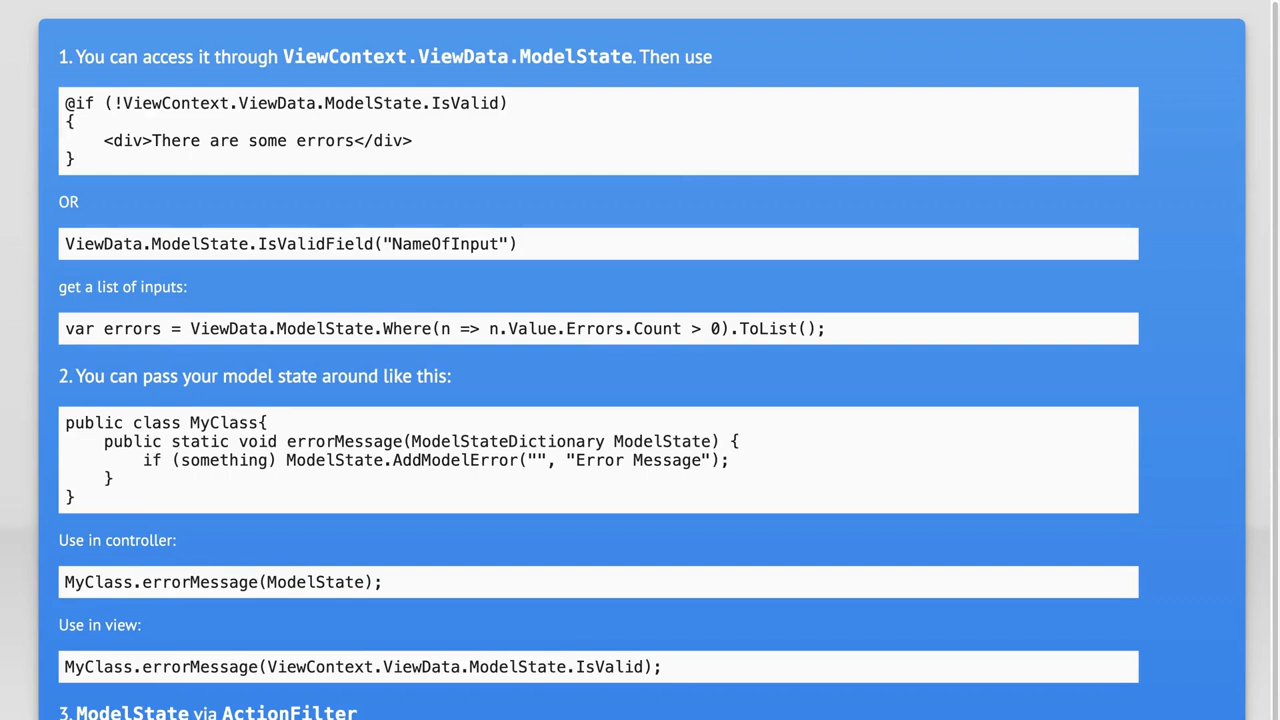 1. You can access it through ViewContext.ViewData.ModelState. Then use
@if (!ViewContext.ViewData.ModelState.IsValid)
{
    <div>There are some errors</div>
}
OR
ViewData.ModelState.IsValidField("NameOfInput")
get a list of inputs:
var errors = ViewData.ModelState.Where(n => n.Value.Errors.Count > 0).ToList();
2. You can pass your model state around like this:
public class MyClass{
    public static void errorMessage(ModelStateDictionary ModelState) {
        if (something) ModelState.AddModelError("", "Error Message");
    }
}
Use in controller:
MyClass.errorMessage(ModelState);
Use in view:
MyClass.errorMessage(ViewContext.ViewData.ModelState.IsValid);
3. ModelState via ActionFilter